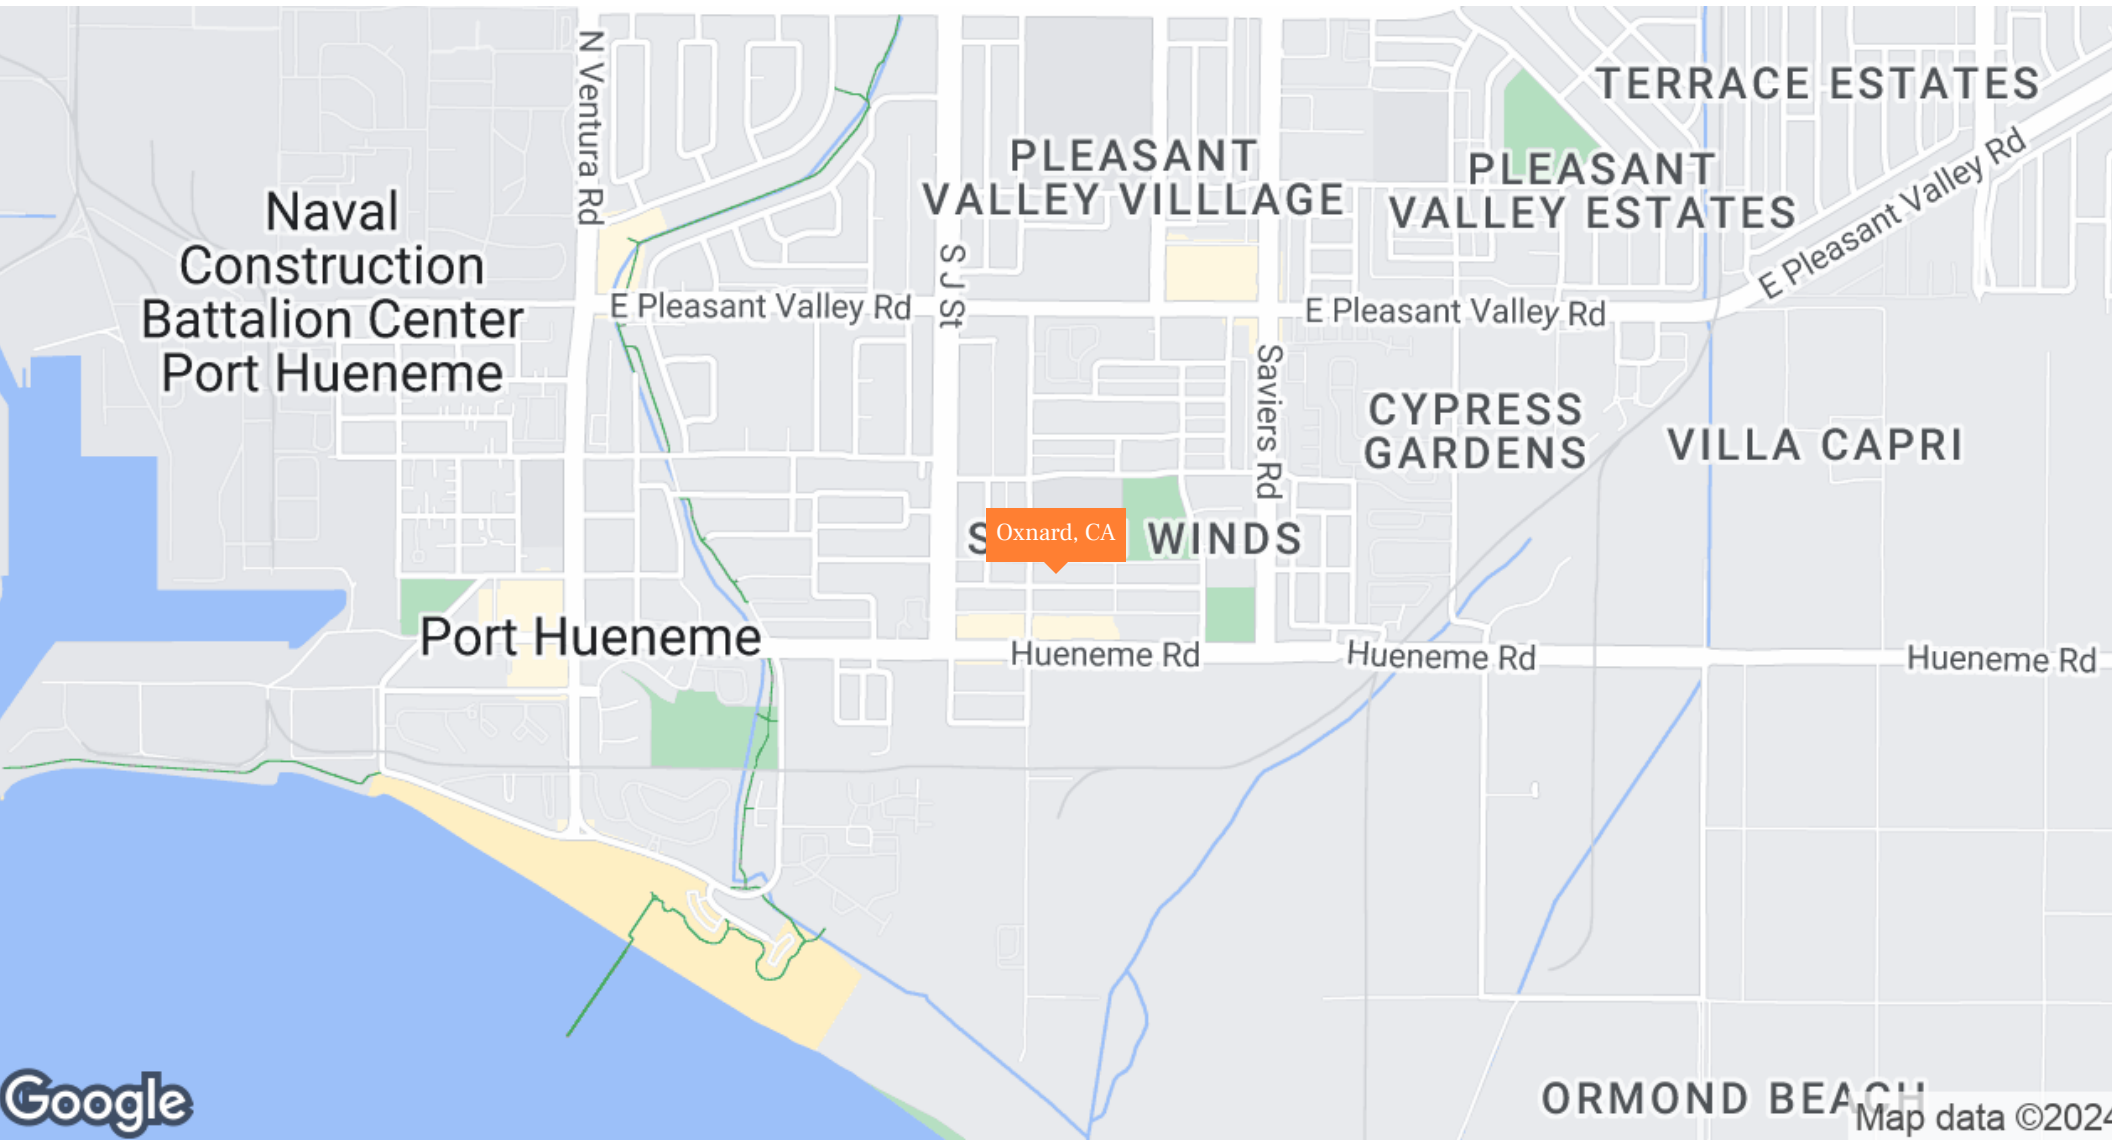 N Ventura Rd
TERRACE ESTATES
PLEASANT
VALLEY VILLLAGE
PLEASANT
VALLEY ESTATES
E Pleasant Valley Rd
Naval
Construction
Battalion Center
Port Hueneme
S J St
E Pleasant Valley Rd
E Pleasant Valley Rd
Saviers Rd
CYPRESS
GARDENS
VILLA CAPRI
S
Oxnard, CA
WINDS
Port Hueneme
Hueneme Rd
Hueneme Rd
Hueneme Rd
ORMOND BEACH
Google
Map data ©2024